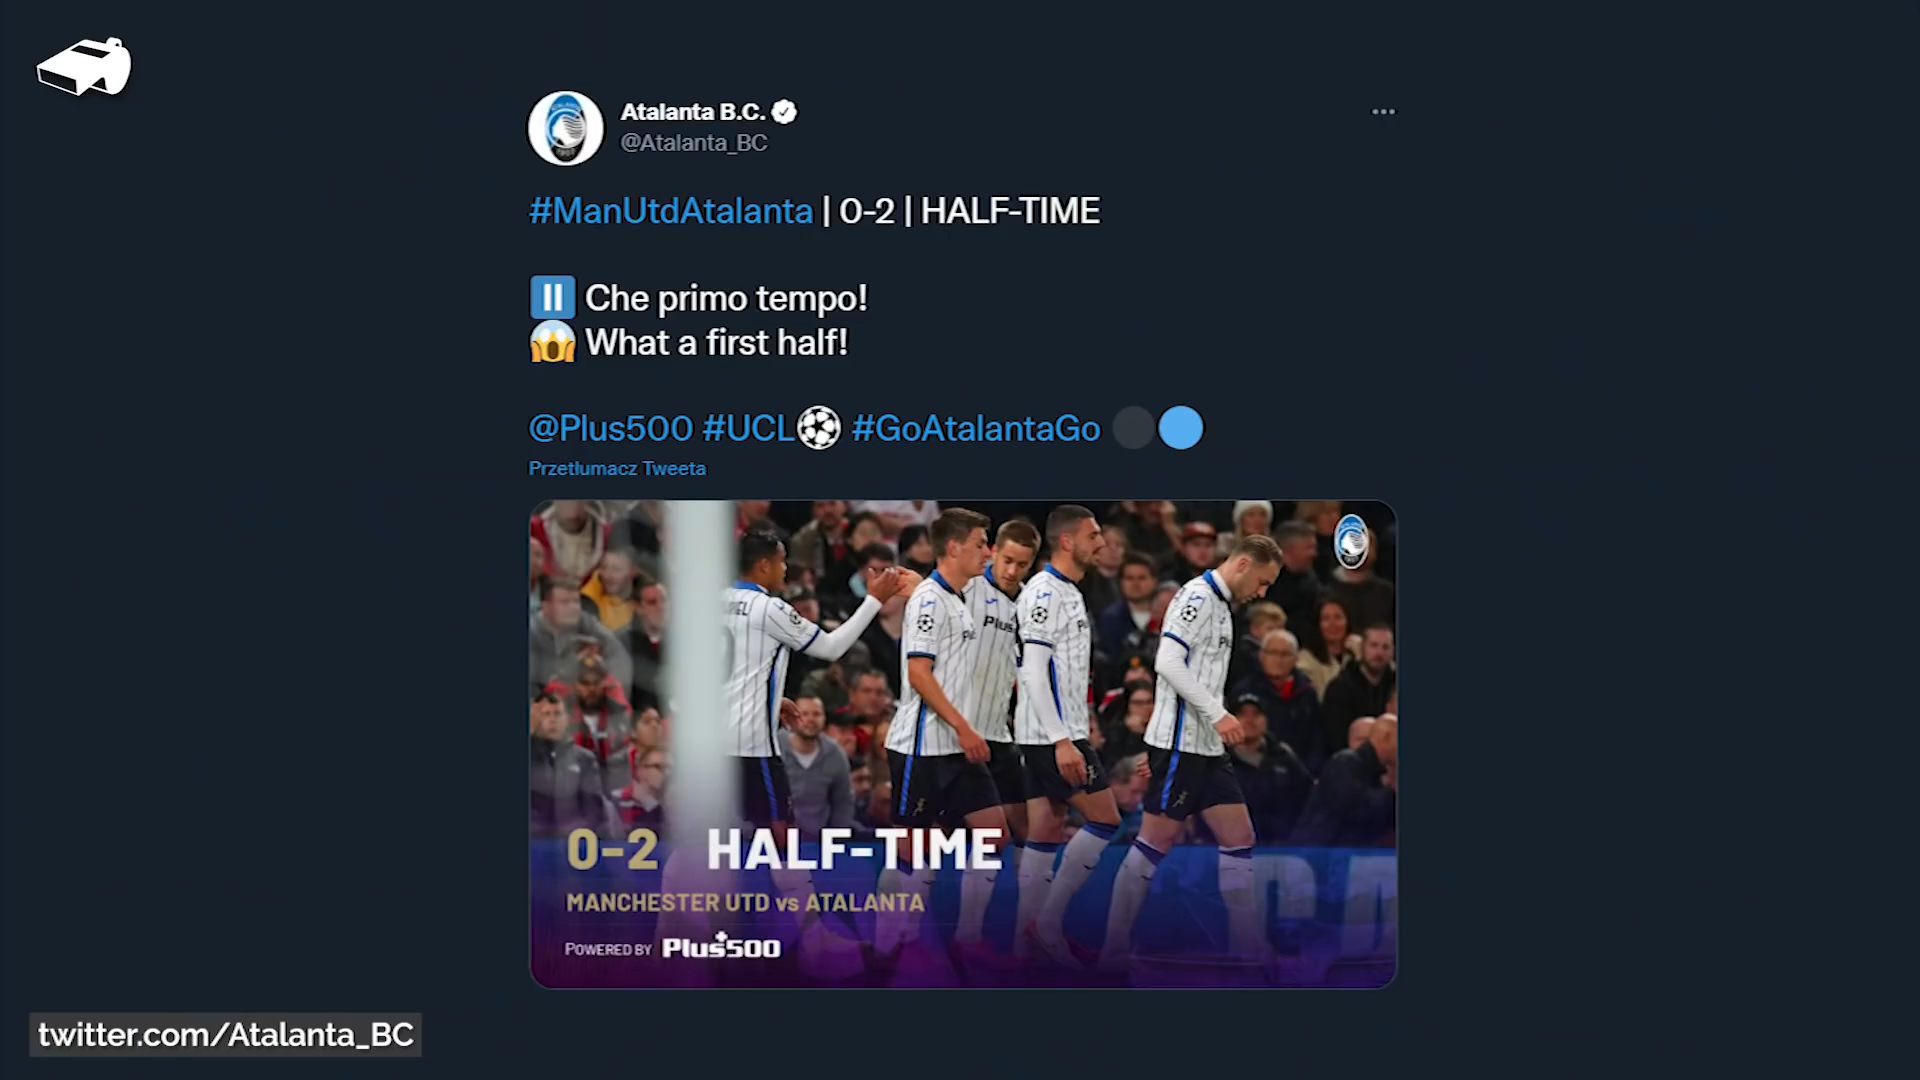 Atalanta B.C.
@Atalanta_BC
#ManUtdAtalanta | 0-2 | HALF-TIME
Che primo tempo!
What a first half!
@Plus500 #UCL #GoAtalantaGo
Przetłumacz Tweeta
Plus
0-2 HALF-TIME
MANCHESTER UTD vs ATALANTA
POWERED BY Plus500
twitter.com/Atalanta_BC